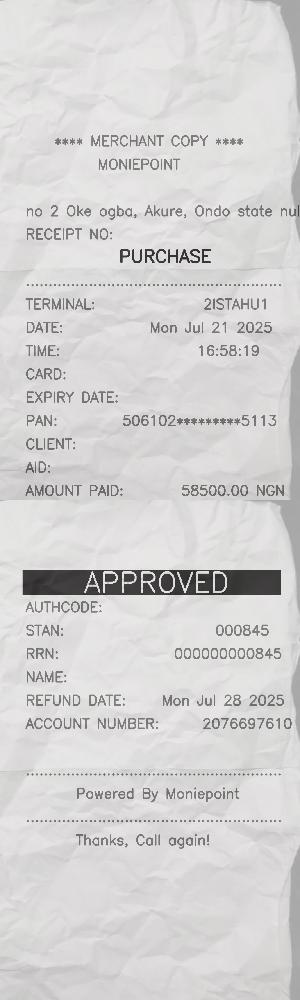 **** MERCHANT COPY ****
MONIEPOINT
no 2 Oke ogba, Akure, Ondo state nul
RECEIPT NO:
PURCHASE
TERMINAL: 2ISTAHU1
DATE: Mon Jul 21 2025
TIME: 16:58:19
CARD:
EXPIRY DATE:
PAN: 506102*********5113
CLIENT:
AID:
AMOUNT PAID: 58500.00 NGN
APPROVED
AUTHCODE:
STAN: 000845
RRN: 000000000845
NAME:
REFUND DATE: Mon Jul 28 2025
ACCOUNT NUMBER: 2076697610
Powered By Moniepoint
Thanks, Call again!